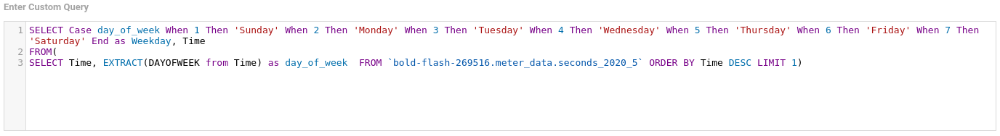 Enter Custom Query
1 SELECT Case day_of_week When 1 Then 'Sunday' When 2 Then 'Monday' When 3 Then 'Tuesday' When 4 Then 'Wednesday' When 5 Then 'Thursday' When 6 Then 'Friday' When 7 Then
'Saturday' End as Weekday, Time
2 FROM(
3 SELECT Time, EXTRACT(DAYOFWEEK from Time) as day_of_week  FROM `bold-flash-269516.meter_data.seconds_2020_5` ORDER BY Time DESC LIMIT 1)